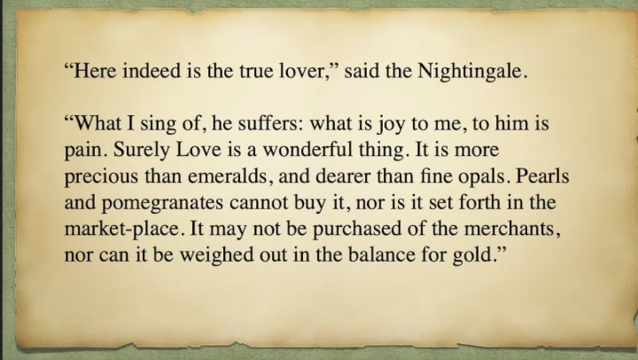 “Here indeed is the true lover,” said the Nightingale.
“What I sing of, he suffers: what is joy to me, to him is
pain. Surely Love is a wonderful thing. It is more
precious than emeralds, and dearer than fine opals. Pearls
and pomegranates cannot buy it, nor is it set forth in the
market-place. It may not be purchased of the merchants,
nor can it be weighed out in the balance for gold.”